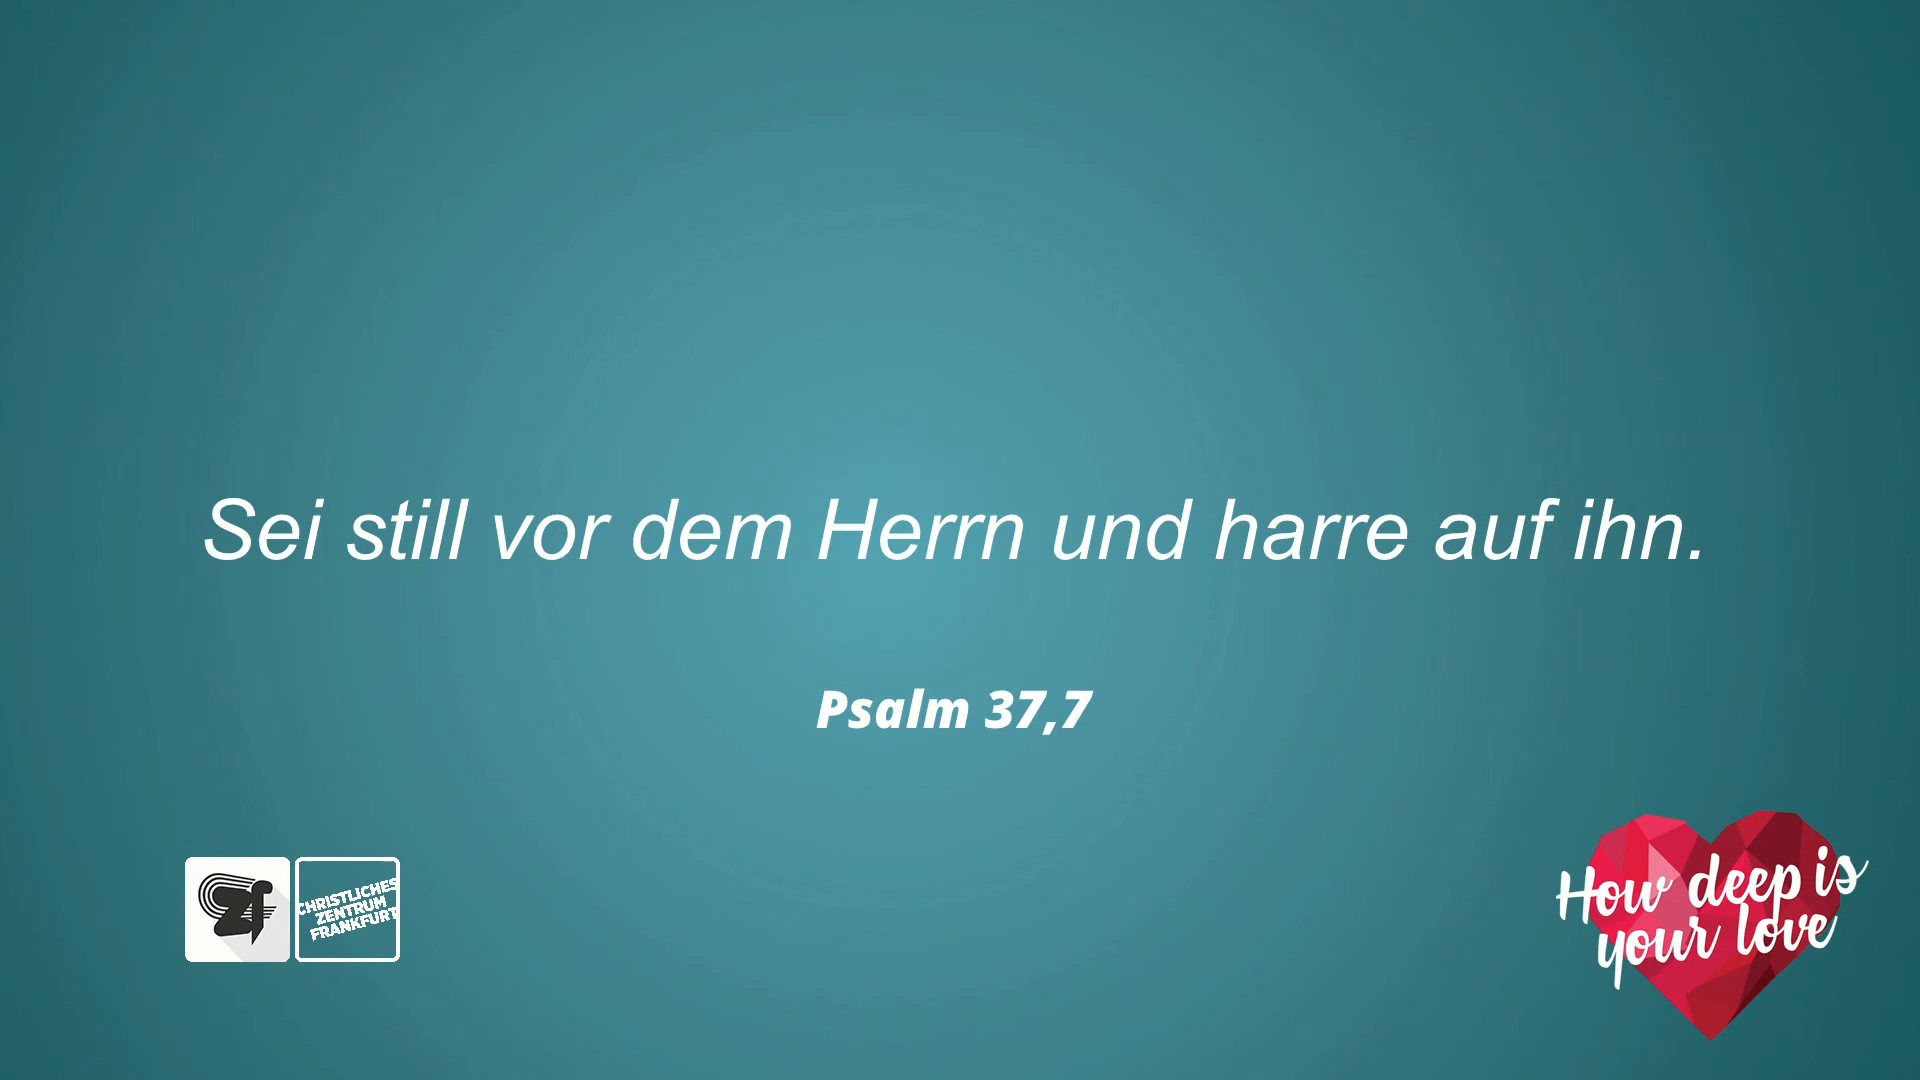 Sei still vor dem Herrn und harre auf ihn.
Psalm 37,7
CHRISTLICHES
ZENTRUM
FRANKFURT
How deep is
your love